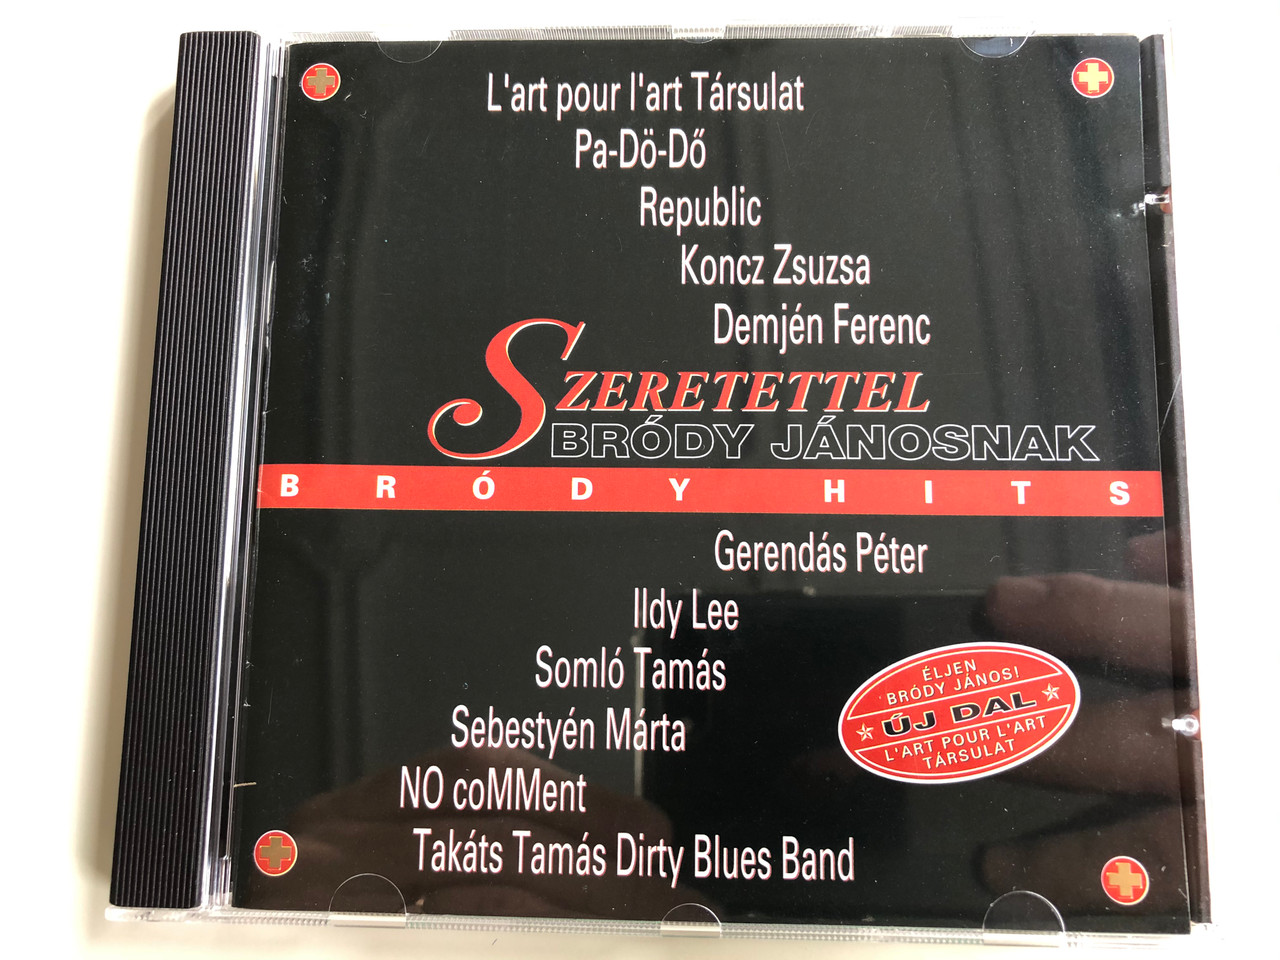 L'art pour l'art Társulat
Pa-Dö-Dő
Republic
Koncz Zsuzsa
Demjén Ferenc
SZERETETTEL
BRÓDY JÁNOSNAK
BRÓDY HITS
Gerendás Péter
Ildy Lee
Somló Tamás
Sebestyén Márta
NO coMMent
Takáts Tamás Dirty Blues Band
ÉLJEN
BRÓDY JÁNOS!
ÚJ DAL
L'ART POUR L'ART
TÁRSULAT